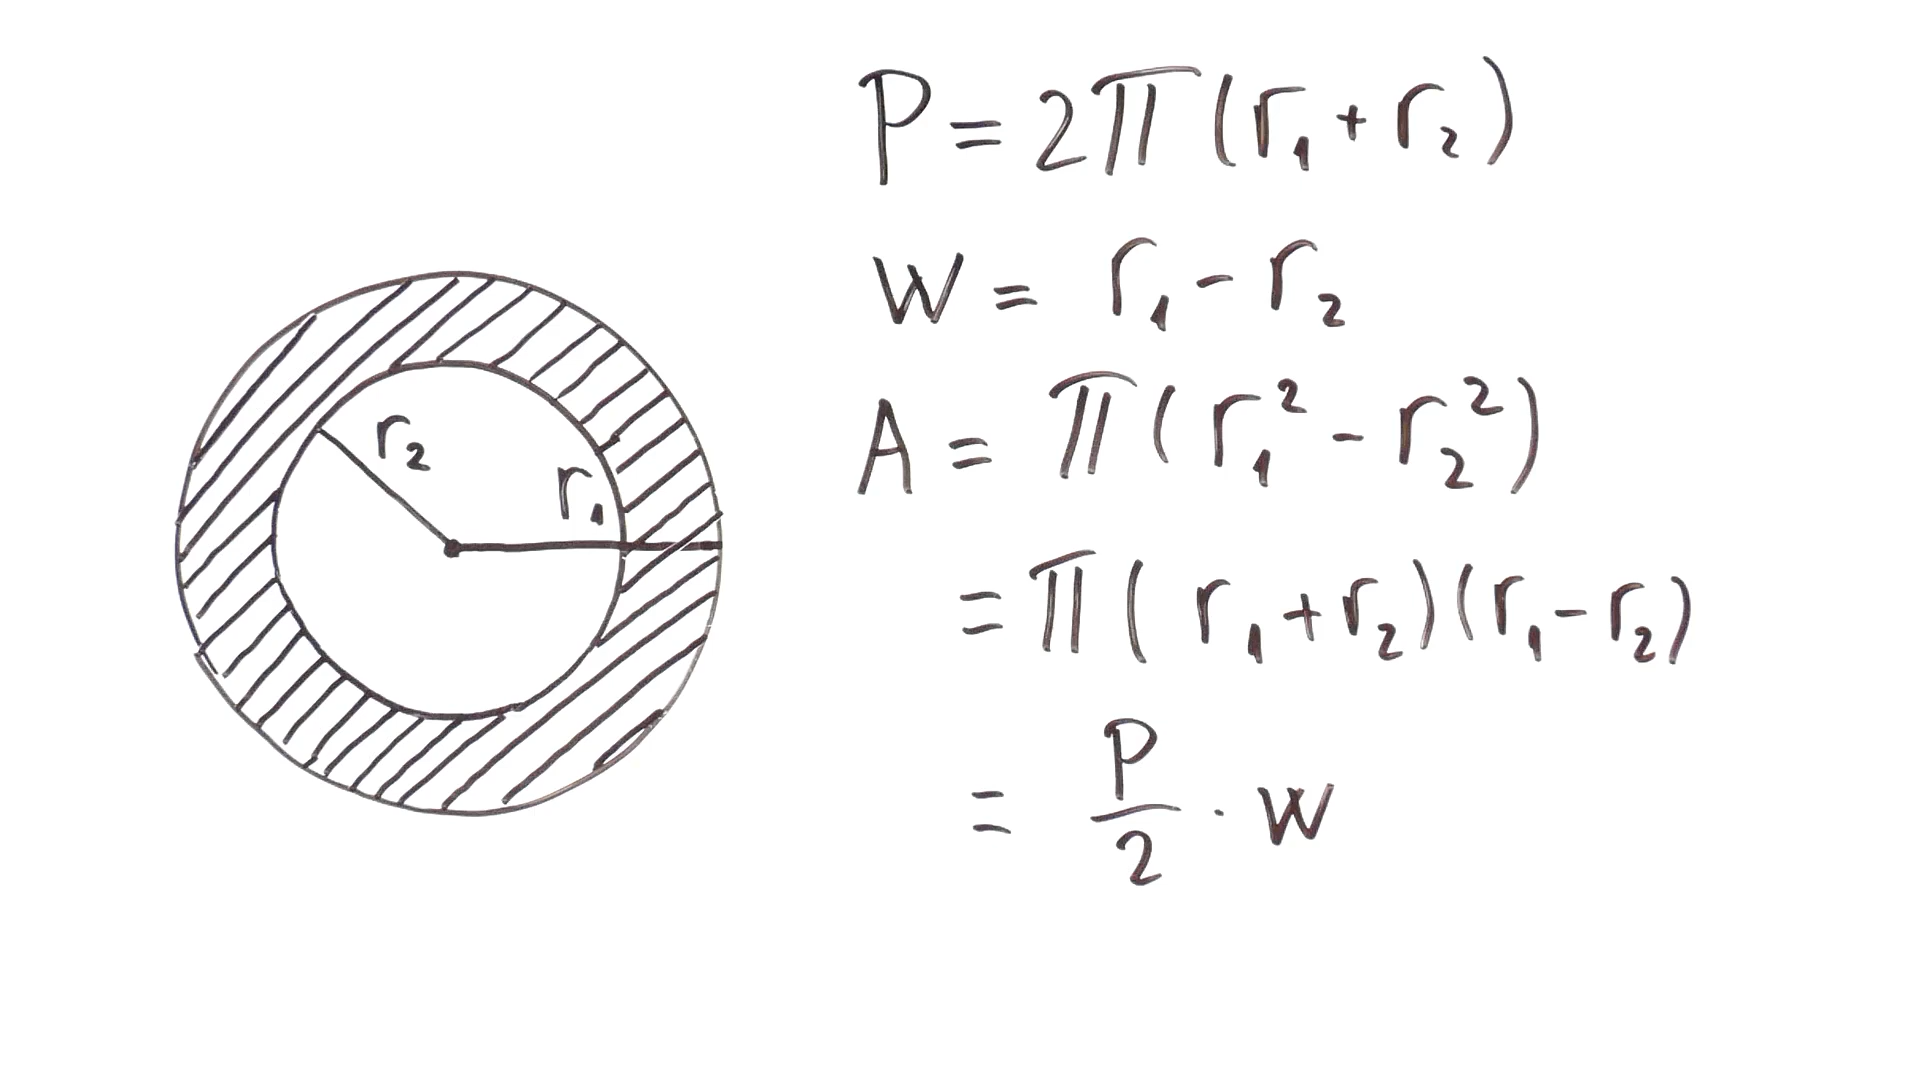 r₂
r₁
P = 2π(r₁ + r₂)
W = r₁ - r₂
A = π(r₁² - r₂²)
= π(r₁ + r₂)(r₁ - r₂)
= P/2 · W